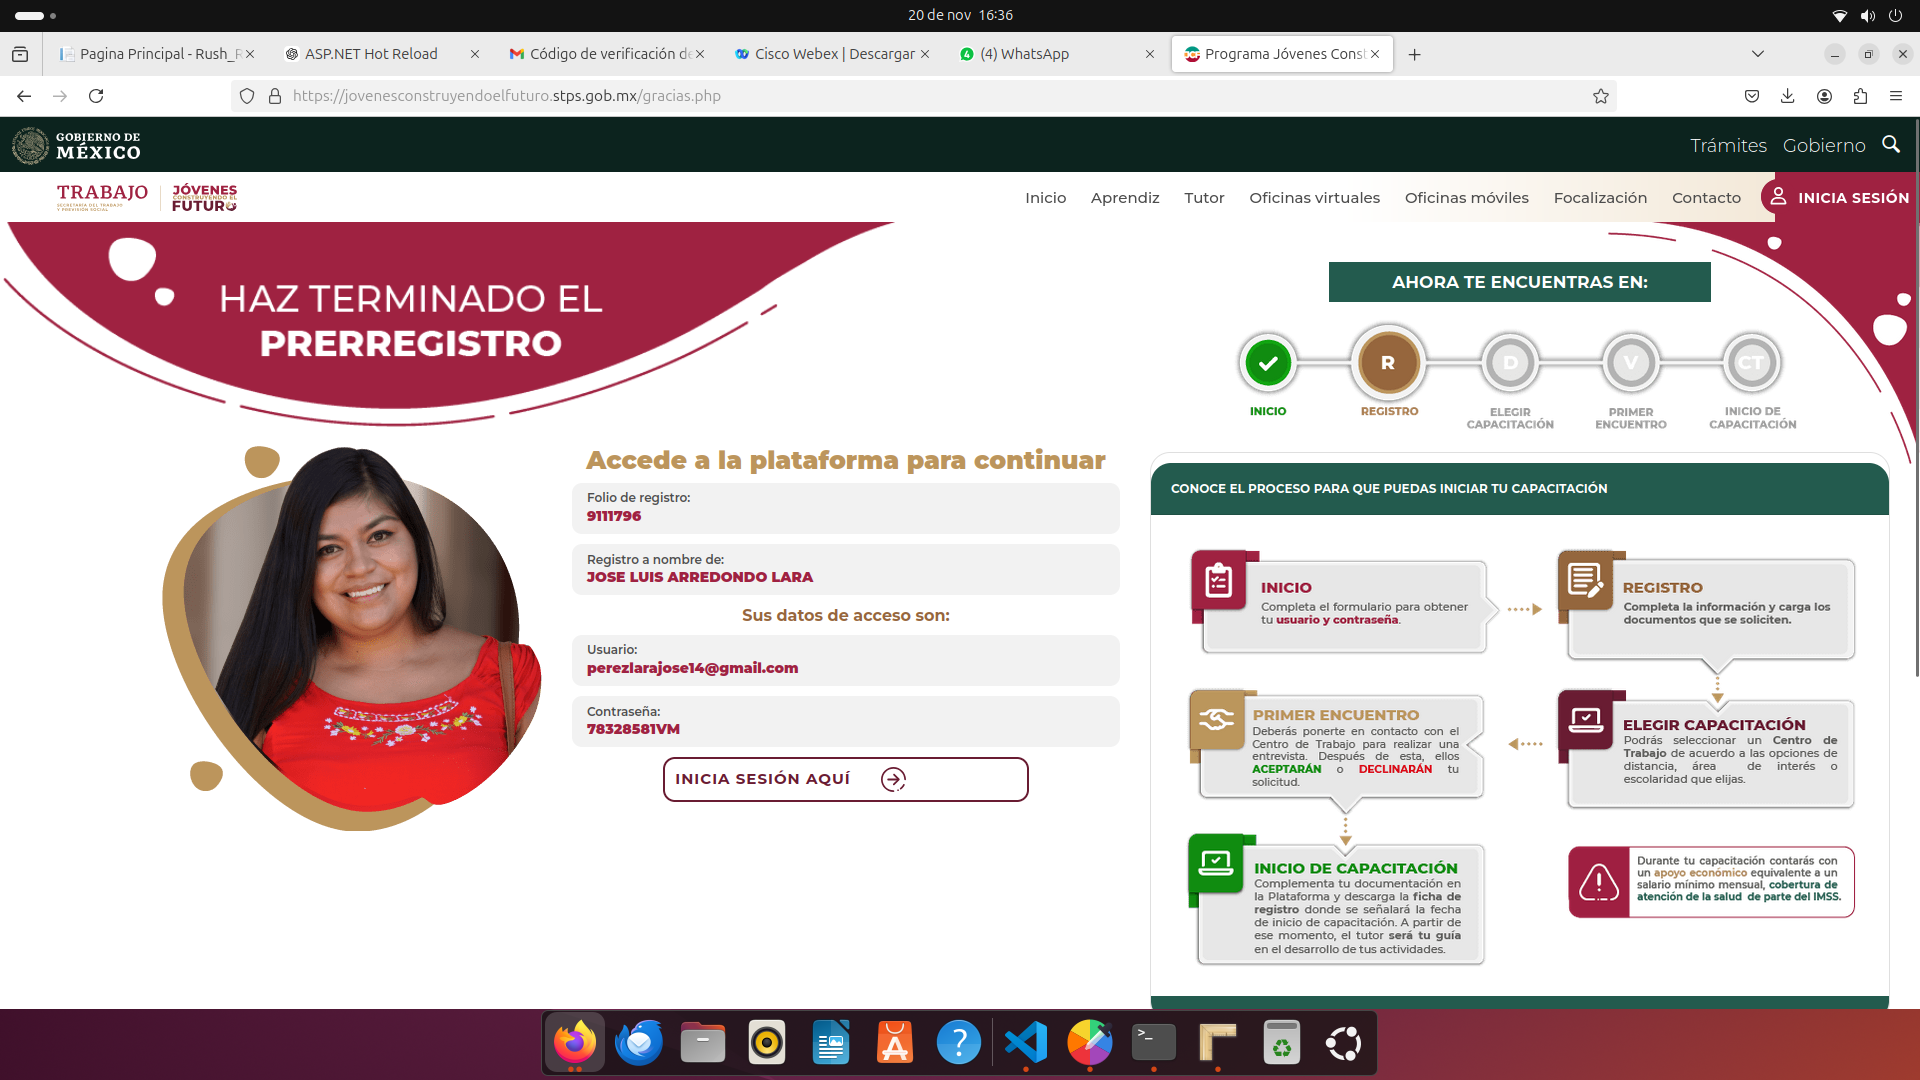 20 de nov 16:36
Pagina Principal - Rush_R
ASP.NET Hot Reload
Código de verificación de
Cisco Webex | Descargar
(4) WhatsApp
Programa Jóvenes Const
https://jovenesconstruyendoelfuturo.stps.gob.mx/gracias.php
GOBIERNO DE
MÉXICO
Trámites Gobierno
TRABAJO
SECRETARÍA DEL TRABAJO
Y PREVISIÓN SOCIAL
JÓVENES
CONSTRUYENDO EL
FUTURO
Inicio Aprendiz Tutor Oficinas virtuales Oficinas móviles Focalización Contacto INICIA SESIÓN
HAZ TERMINADO EL
PRERREGISTRO
AHORA TE ENCUENTRAS EN:
R D V CT
INICIO
REGISTRO
ELEGIR
CAPACITACIÓN
PRIMER
ENCUENTRO
INICIO DE
CAPACITACIÓN
Accede a la plataforma para continuar
Folio de registro:
9111796
Registro a nombre de:
JOSE LUIS ARREDONDO LARA
Sus datos de acceso son:
Usuario:
perezlarajose14@gmail.com
Contraseña:
78328581VM
INICIA SESIÓN AQUÍ
CONOCE EL PROCESO PARA QUE PUEDAS INICIAR TU CAPACITACIÓN
INICIO
Completa el formulario para obtener
tu usuario y contraseña.
REGISTRO
Completa la información y carga los
documentos que se soliciten.
PRIMER ENCUENTRO
Deberás ponerte en contacto con el
Centro de Trabajo para realizar una
entrevista. Después de esta, ellos
ACEPTARÁN o DECLINARÁN tu
solicitud.
ELEGIR CAPACITACIÓN
Podrás seleccionar un Centro de
Trabajo de acuerdo a las opciones de
distancia, área de interés o
escolaridad que elijas.
INICIO DE CAPACITACIÓN
Complementa tu documentación en
la Plataforma y descarga la ficha de
registro donde se señalará la fecha
de inicio de capacitación. A partir de
ese momento, el tutor será tu guía
en el desarrollo de tus actividades.
Durante tu capacitación contarás con
un apoyo económico equivalente a un
salario mínimo mensual, cobertura de
atención de la salud de parte del IMSS.